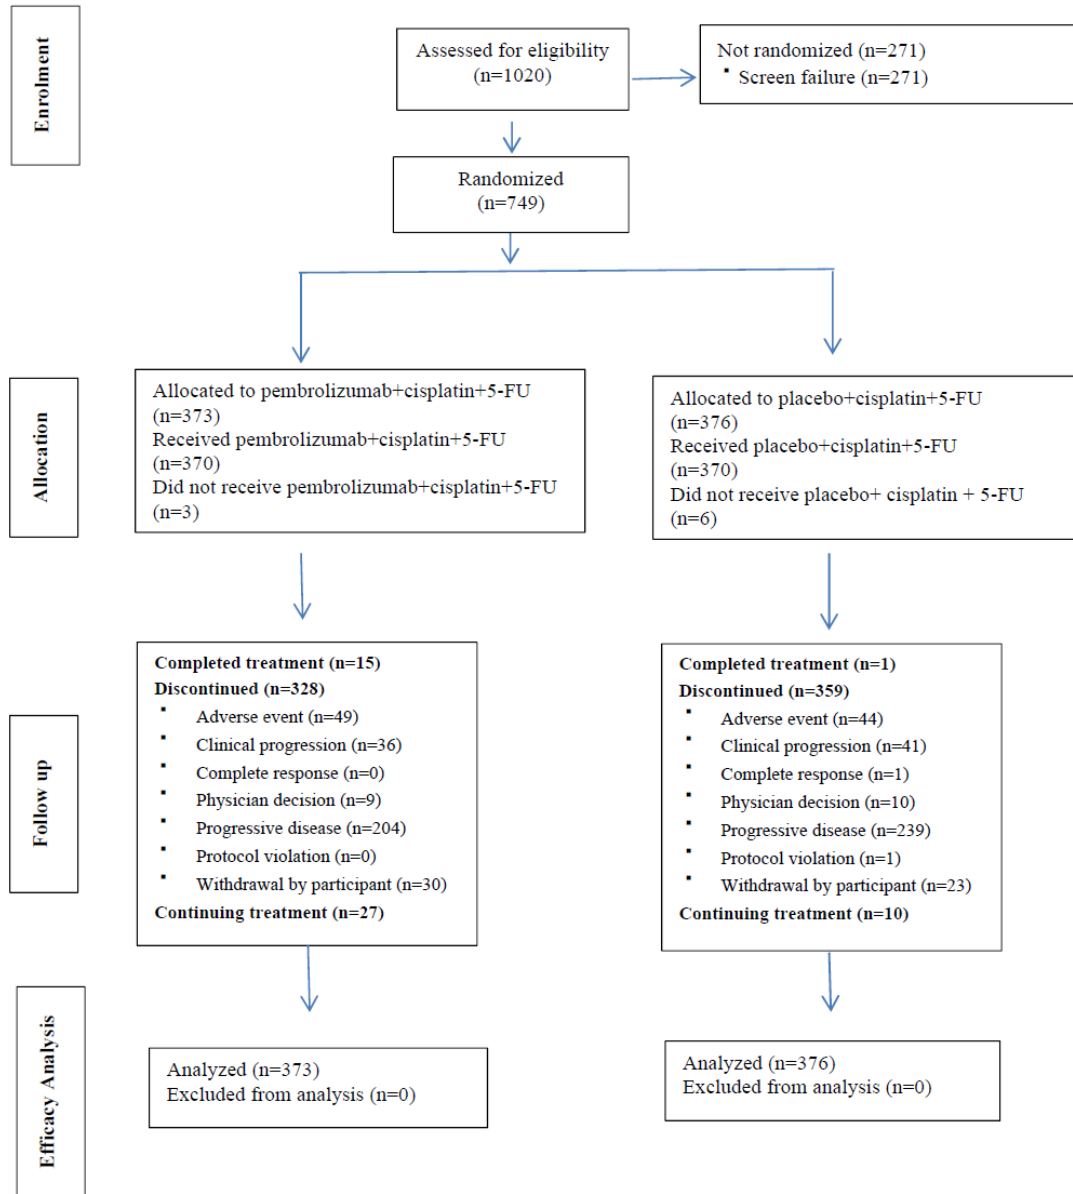 Enrolment
Assessed for eligibility
(n=1020)
Not randomized (n=271)
▪ Screen failure (n=271)
Randomized
(n=749)
Allocation
Allocated to pembrolizumab+cisplatin+5-FU
(n=373)
Received pembrolizumab+cisplatin+5-FU
(n=370)
Did not receive pembrolizumab+cisplatin+5-FU
(n=3)
Allocated to placebo+cisplatin+5-FU
(n=376)
Received placebo+cisplatin+5-FU
(n=370)
Did not receive placebo+ cisplatin + 5-FU
(n=6)
Follow up
Completed treatment (n=15)
Discontinued (n=328)
▪ Adverse event (n=49)
▪ Clinical progression (n=36)
▪ Complete response (n=0)
▪ Physician decision (n=9)
▪ Progressive disease (n=204)
▪ Protocol violation (n=0)
▪ Withdrawal by participant (n=30)
Continuing treatment (n=27)
Completed treatment (n=1)
Discontinued (n=359)
▪ Adverse event (n=44)
▪ Clinical progression (n=41)
▪ Complete response (n=1)
▪ Physician decision (n=10)
▪ Progressive disease (n=239)
▪ Protocol violation (n=1)
▪ Withdrawal by participant (n=23)
Continuing treatment (n=10)
Efficacy Analysis
Analyzed (n=373)
Excluded from analysis (n=0)
Analyzed (n=376)
Excluded from analysis (n=0)